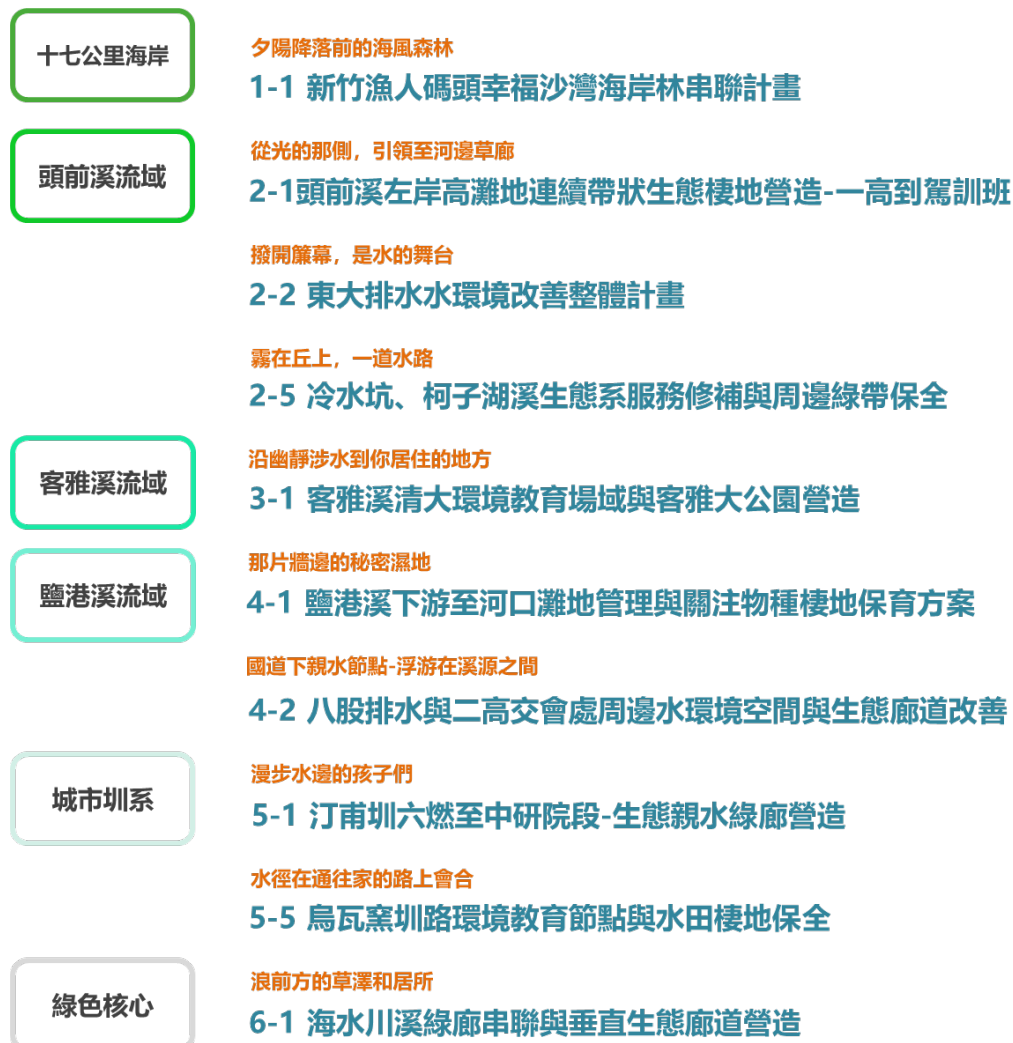 十七公里海岸
夕陽降落前的海風森林
1-1 新竹漁人碼頭幸福沙灣海岸林串聯計畫
頭前溪流域
從光的那側，引領至河邊草廊
2-1頭前溪左岸高灘地連續帶狀生態棲地營造-一高到駕訓班
撥開簾幕，是水的舞台
2-2 東大排水水環境改善整體計畫
霧在丘上，一道水路
2-5 冷水坑、柯子湖溪生態系服務修補與周邊綠帶保全
客雅溪流域
沿幽靜涉水到你居住的地方
3-1 客雅溪清大環境教育場域與客雅大公園營造
鹽港溪流域
那片牆邊的秘密濕地
4-1 鹽港溪下游至河口灘地管理與關注物種棲地保育方案
國道下親水節點-浮游在溪源之間
4-2 八股排水與二高交會處周邊水環境空間與生態廊道改善
城市圳系
漫步水邊的孩子們
5-1 汀甫圳六燃至中研院段-生態親水綠廊營造
水徑在通往家的路上會合
5-5 烏瓦窯圳路環境教育節點與水田棲地保全
綠色核心
浪前方的草澤和居所
6-1 海水川溪綠廊串聯與垂直生態廊道營造